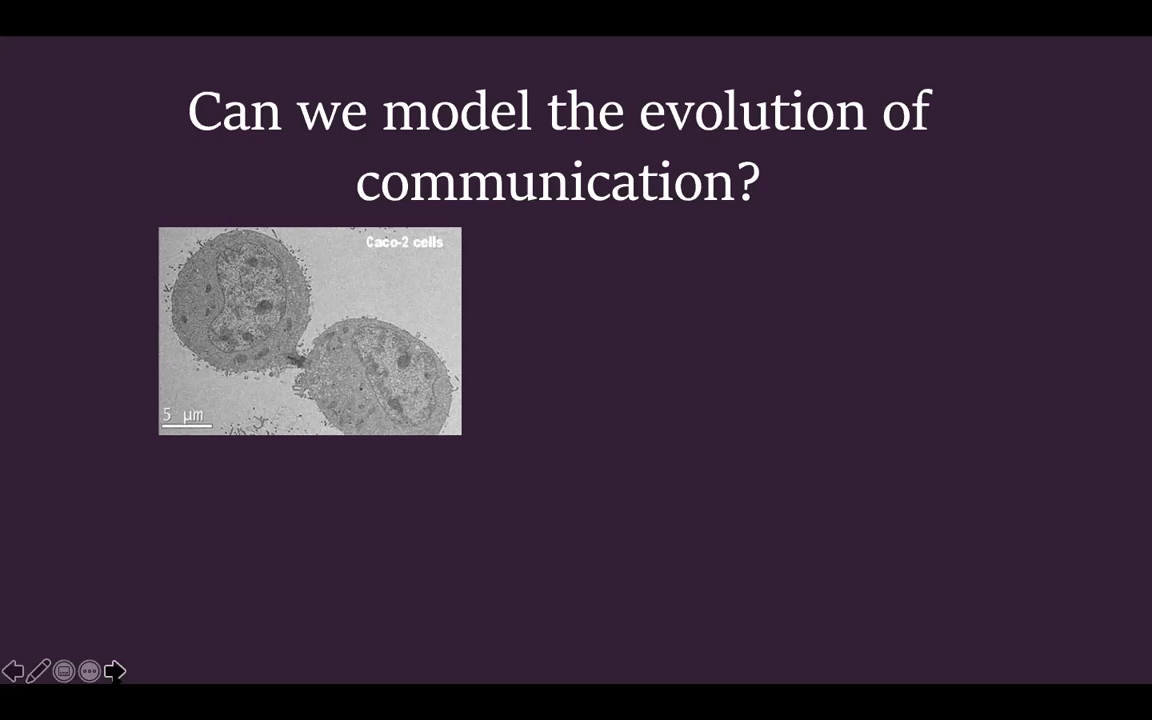 Can we model the evolution of
communication?
Caco-2 cells
5 μm